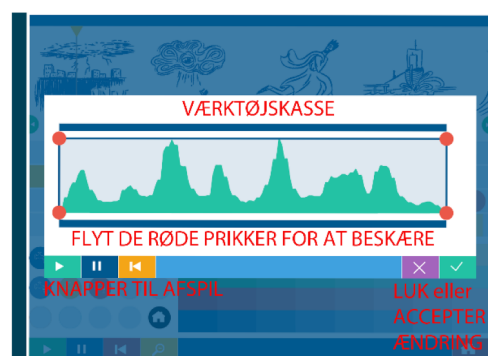 VÆRKTØJSKASSE
FLYT DE RØDE PRIKKER FOR AT BESKÆRE
KNAPPER TIL AFSPIL
LUK eller
ACCEPTER
ÆNDRING